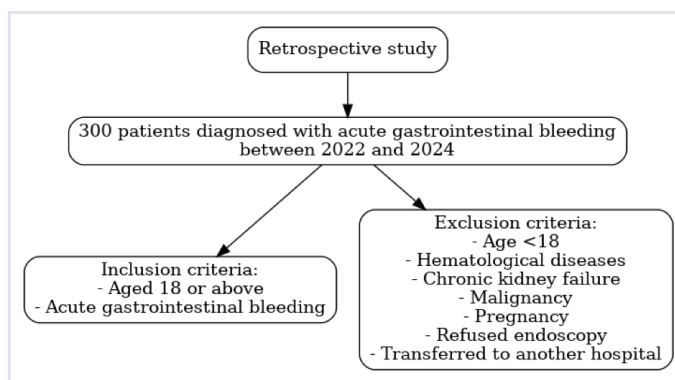 Retrospective study
300 patients diagnosed with acute gastrointestinal bleeding
between 2022 and 2024
Inclusion criteria:
- Aged 18 or above
- Acute gastrointestinal bleeding
Exclusion criteria:
- Age <18
- Hematological diseases
- Chronic kidney failure
- Malignancy
- Pregnancy
- Refused endoscopy
- Transferred to another hospital